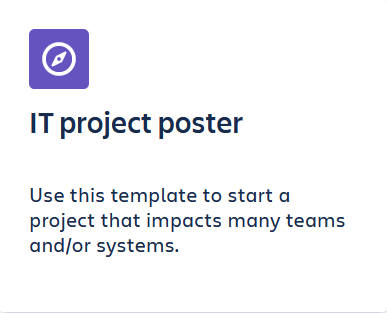 IT project poster
Use this template to start a
project that impacts many teams
and/or systems.